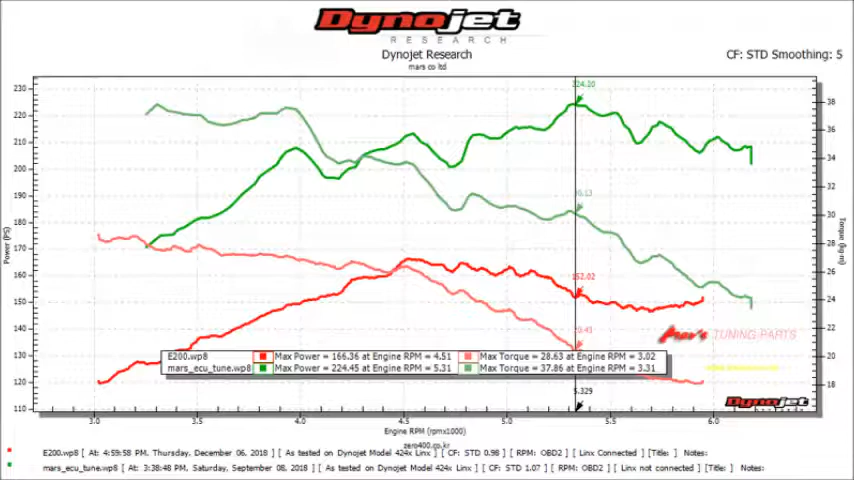 Dynojet
RESEARCH
Dynojet Research
CF: STD Smoothing: 5
mars co ltd
230
220
210
200
190
180
170
160
150
140
130
120
110
Power (PS)
224.20
30.13
152.02
38
36
34
32
30
28
26
24
22
20
18
Torque (kg·m)
TUNING-PARTS
E200.wp8 Max Power = 166.36 at Engine RPM = 4.51 Max Torque = 28.63 at Engine RPM = 3.02
mars_ecu_tune.wp8 Max Power = 224.45 at Engine RPM = 5.31 Max Torque = 37.86 at Engine RPM = 3.31
5.329
Dynojet
3.0 3.5 4.0 4.5 5.0 5.5 6.0
Engine RPM (rpmx1000)
zero400.co.kr
E200.wp8 [ At: 4:59:58 PM, Thursday, December 06, 2018 ] [ As tested on Dynojet Model 424x Linx ] [ CF: STD 0.98 ] [ RPM: OBD2 ] [ Linx Connected ] [Title: ] Notes:
mars_ecu_tune.wp8 [ At: 3:38:48 PM, Saturday, September 08, 2018 ] [ As tested on Dynojet Model 424x Linx ] [ CF: STD 1.07 ] [ RPM: OBD2 ] [ Linx not connected ] [Title: ] Notes: